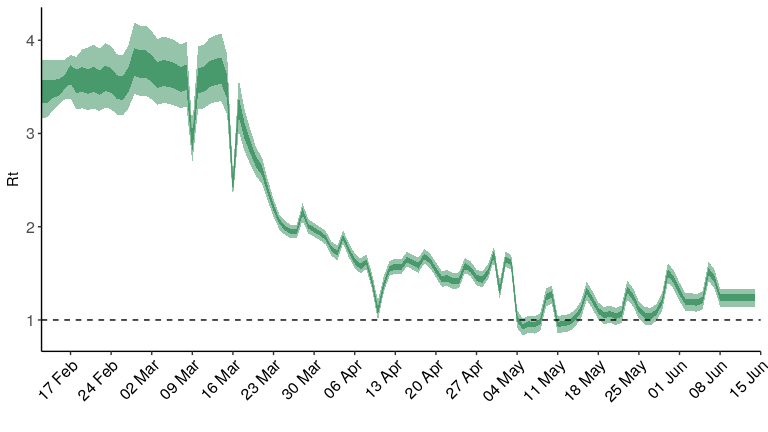 4
3
2
1
Rt
17 Feb
24 Feb
02 Mar
09 Mar
16 Mar
23 Mar
30 Mar
06 Apr
13 Apr
20 Apr
27 Apr
04 May
11 May
18 May
25 May
01 Jun
08 Jun
15 Jun